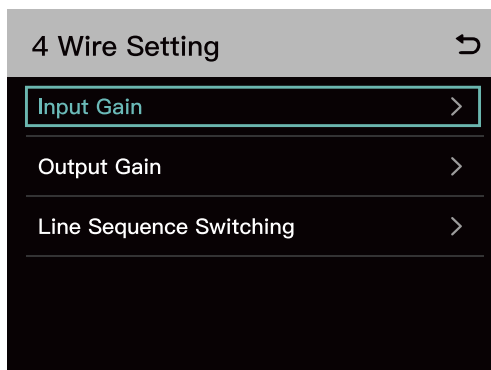 4 Wire Setting
Input Gain
Output Gain
Line Sequence Switching